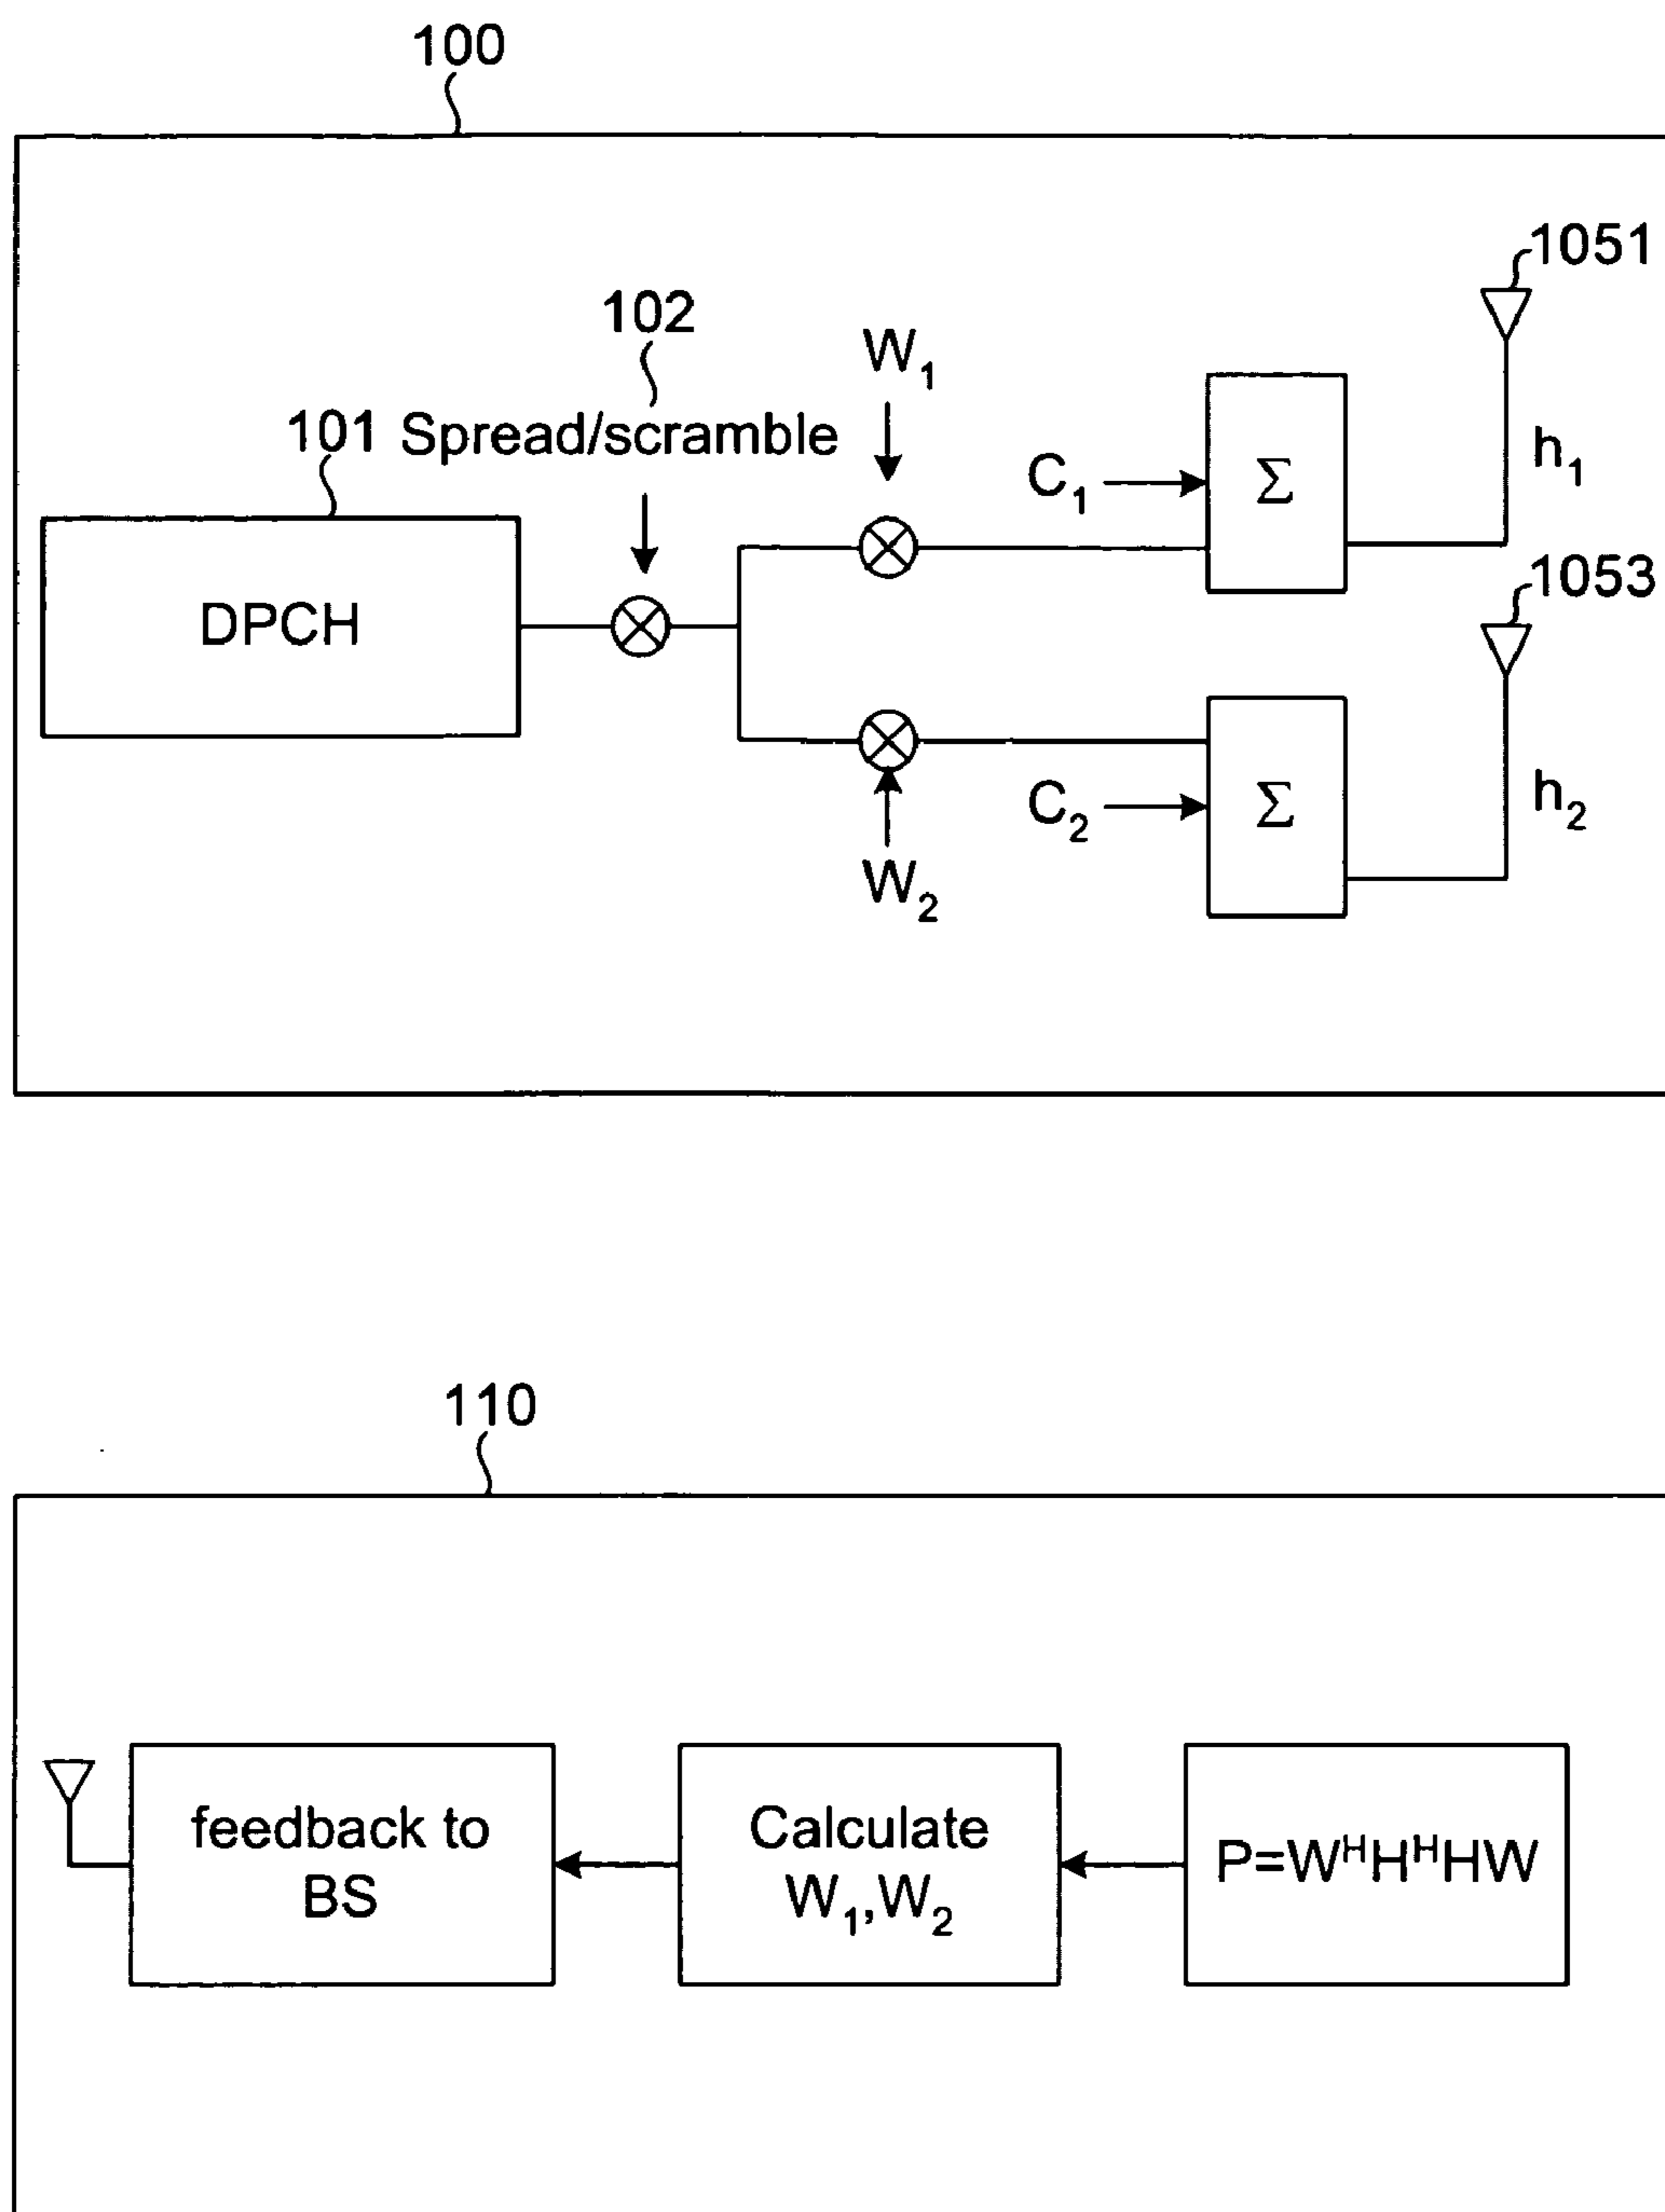 100
1051
102
W₁
101 Spread/scramble
C₁
Σ
h₁
1053
DPCH
C₂
Σ
h₂
W₂
110
feedback to
BS
Calculate
W₁,W₂
P=WᴴHᴴHW